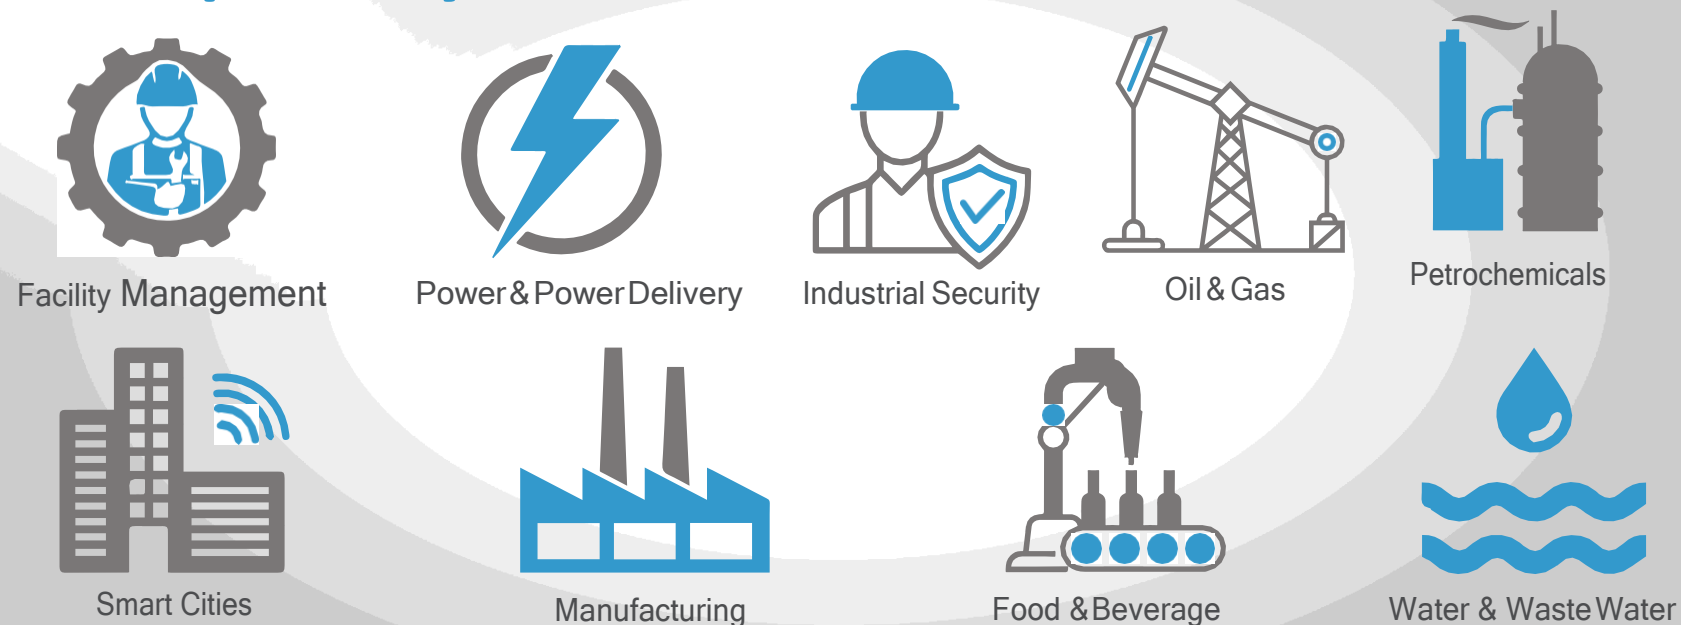 Facility Management
Power & Power Delivery
Industrial Security
Oil & Gas
Petrochemicals
Smart Cities
Manufacturing
Food & Beverage
Water & Waste Water